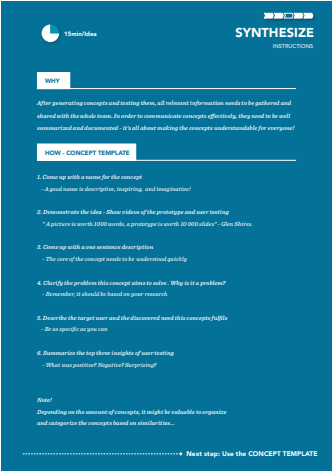 15min/Idea
SYNTHESIZE
INSTRUCTIONS
WHY
After generating concepts and testing them, all relevant information needs to be gathered and
shared with the whole team. In order to communicate concepts effectively, they need to be well
summarized and documented - it's all about making the concepts understandable for everyone!
HOW - CONCEPT TEMPLATE
1. Come up with a name for the concept
- A good name is description, inspiring, and imaginative!
2. Demonstrate the idea - Show videos of the prototype and user testing
"A picture is worth 1000 words, a prototype is worth 10 000 slides" - Glen Shires
3. Come up with a one sentence description
- The core of the concept needs to be understood quickly
4. Clarify the problem this concept aims to solve. Why is it a problem?
- Remember, it should be based on your research
5. Describe the target user and the discovered need this concepts fulfils
- Be as specific as you can
6. Summarize the top three insights of user testing
- What was positive? Negative? Surprising?
Note!
Depending on the amount of concepts, it might be valuable to organize
and categorize the concepts based on similarities...
Next step: Use the CONCEPT TEMPLATE